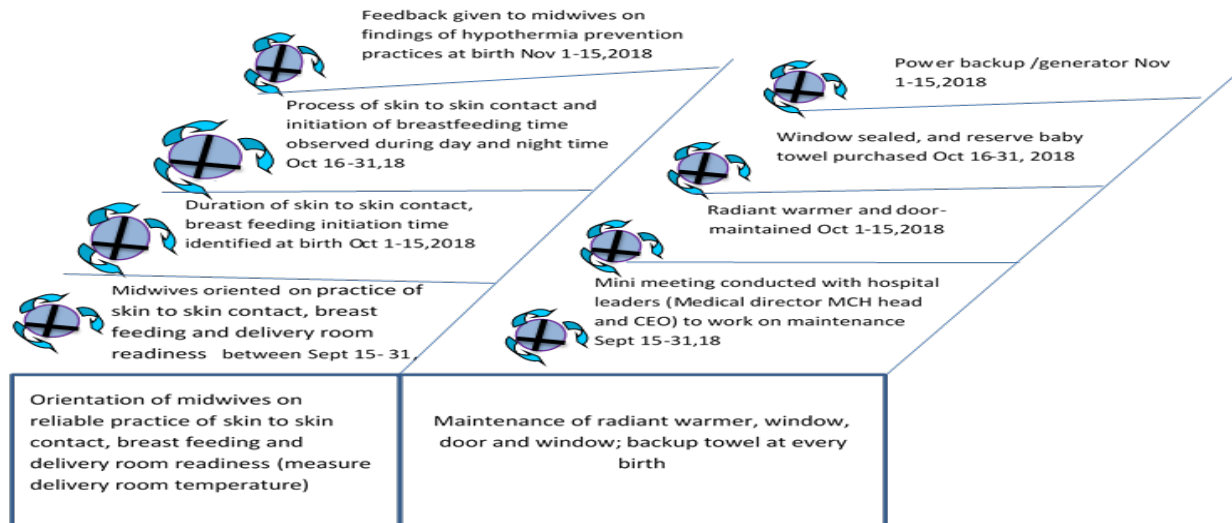 Feedback given to midwives on
findings of hypothermia prevention
practices at birth Nov 1-15,2018
Process of skin to skin contact and
initiation of breastfeeding time
observed during day and night time
Oct 16-31,18
Duration of skin to skin contact,
breast feeding initiation time
identified at birth Oct 1-15,2018
Midwives oriented on practice of
skin to skin contact, breast
feeding and delivery room
readiness between Sept 15- 31,
Orientation of midwives on
reliable practice of skin to skin
contact, breast feeding and
delivery room readiness (measure
delivery room temperature)
Power backup /generator Nov
1-15,2018
Window sealed, and reserve baby
towel purchased Oct 16-31, 2018
Radiant warmer and door-
maintained Oct 1-15,2018
Mini meeting conducted with hospital
leaders (Medical director MCH head
and CEO) to work on maintenance
Sept 15-31,18
Maintenance of radiant warmer, window,
door and window; backup towel at every
birth